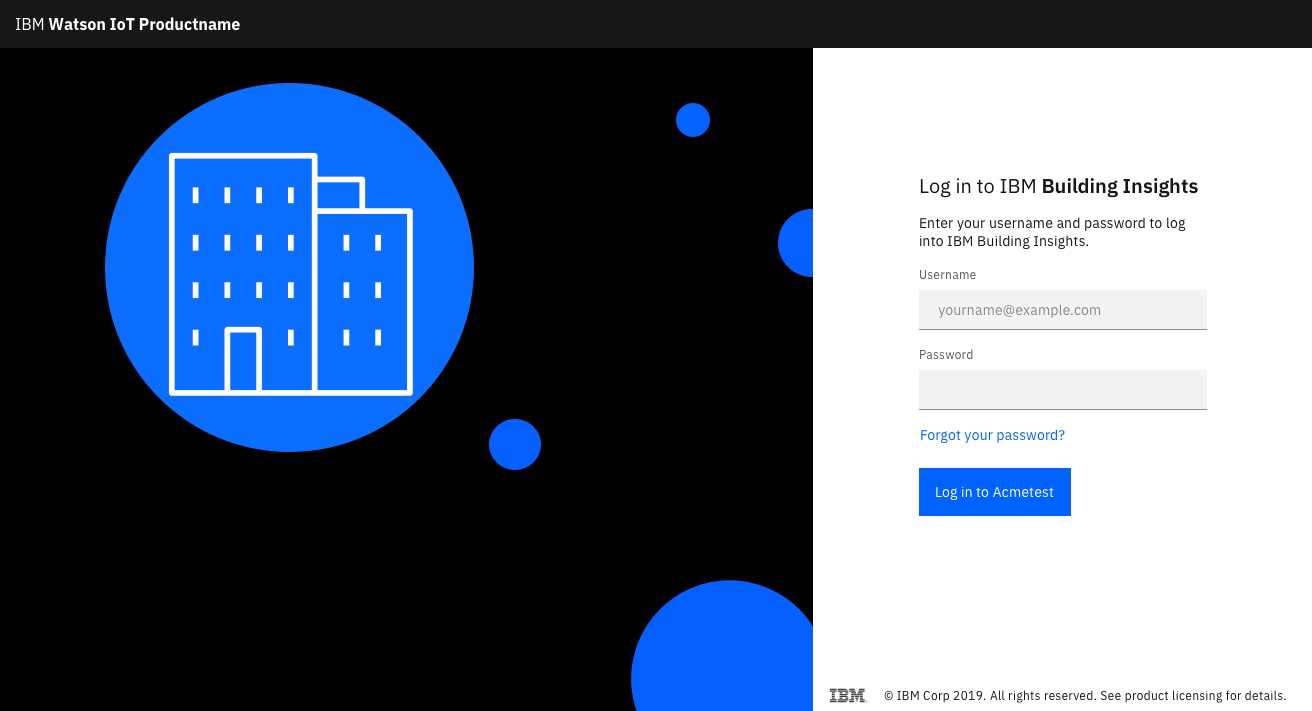 IBM Watson IoT Productname
Log in to IBM Building Insights
Enter your username and password to log
into IBM Building Insights.
Username
yourname@example.com
Password
Forgot your password?
Log in to Acmetest
IBM © IBM Corp 2019. All rights reserved. See product licensing for details.